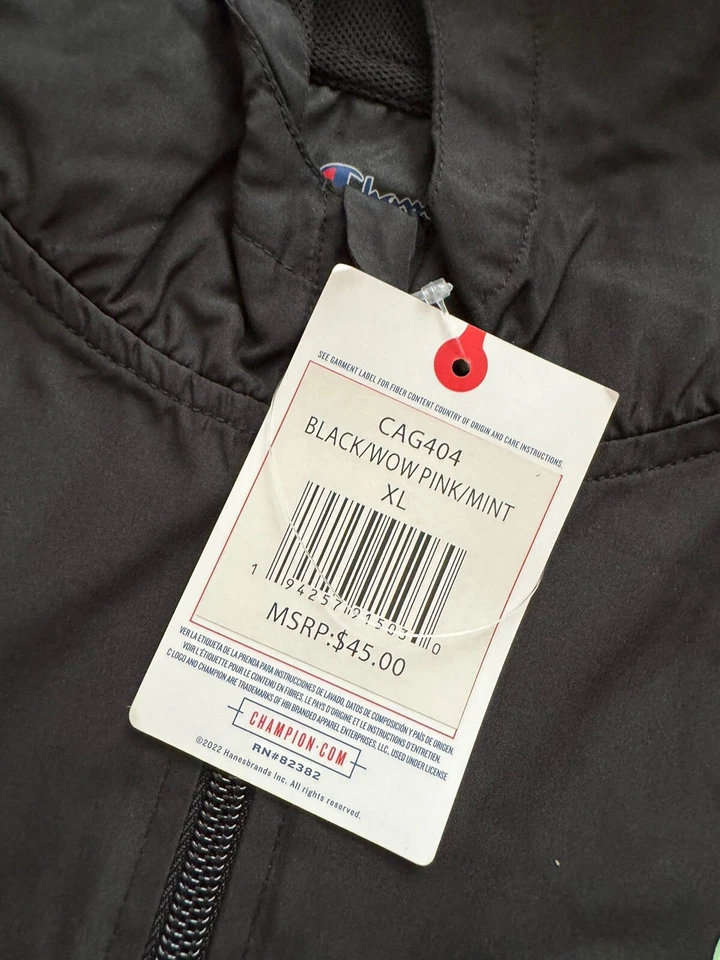 SEE GARMENT LABEL FOR FIBER CONTENT COUNTRY OF ORIGIN AND CARE INSTRUCTIONS.
CAG404
BLACK/WOW PINK/MINT
XL
1
MSRP:$45.00
VER LA ETIQUETA DE LA PRENDA PARA INSTRUCCIONES DE LAVADO, DATOS DE COMPOSICIÓN Y PAÍS DE ORIGEN.
VOIR L'ÉTIQUETTE POUR LE CONTENU EN FIBRES, LE PAYS D'ORIGINE ET LE INSTRUCTIONS D'ENTRETIEN.
C LOGO AND CHAMPION ARE TRADEMARKS OF HBI BRANDED APPAREL ENTERPRISES, LLC. USED UNDER LICENSE
CHAMPION·COM
RN#82382
©2022 Hanesbrands Inc. All rights reserved.